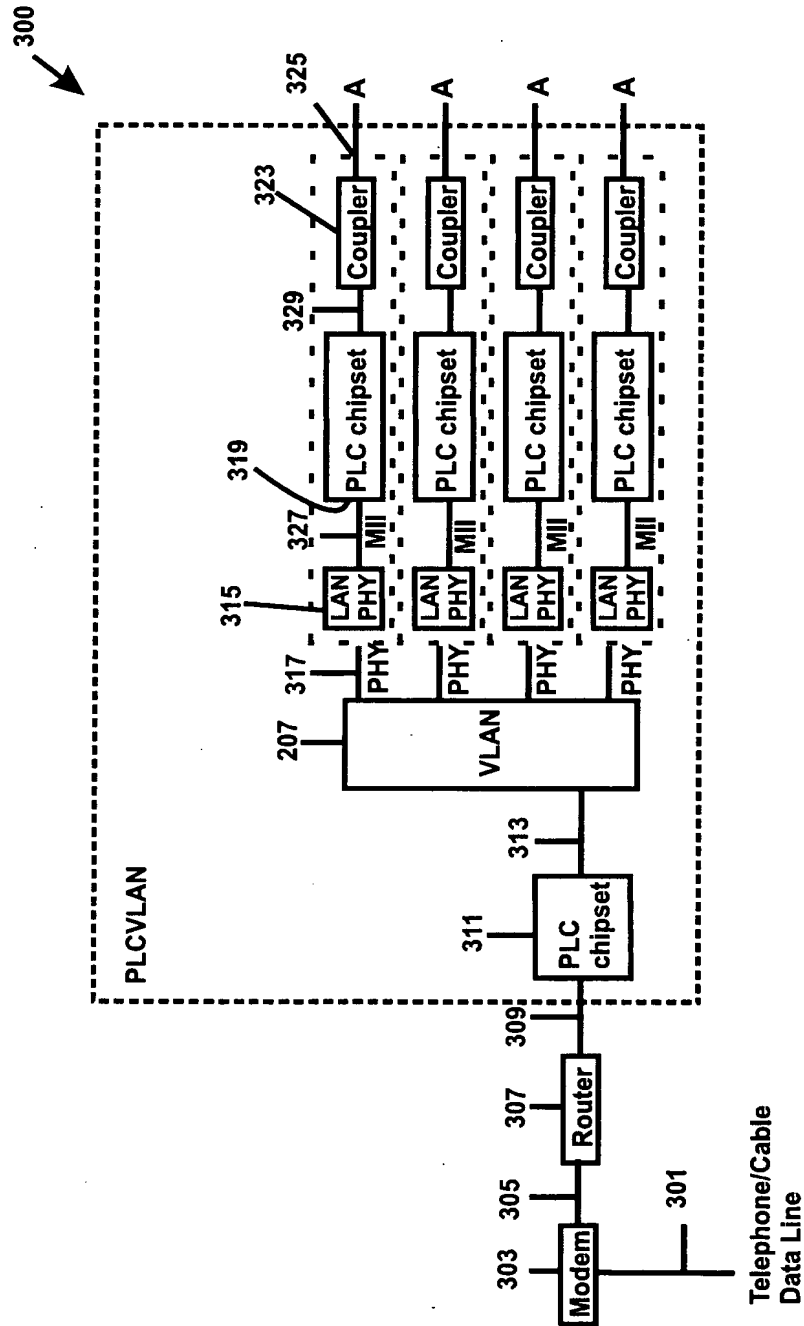 300
PLCVLAN
325
A
A
A
A
323
Coupler
Coupler
Coupler
Coupler
329
319
PLC chipset
PLC chipset
PLC chipset
PLC chipset
327
MII
MII
MII
MII
315
LAN
PHY
LAN
PHY
LAN
PHY
LAN
PHY
317
PHY
PHY
PHY
PHY
207
VLAN
313
311
PLC
chipset
309
307
Router
305
303
Modem
301
Telephone/Cable
Data Line